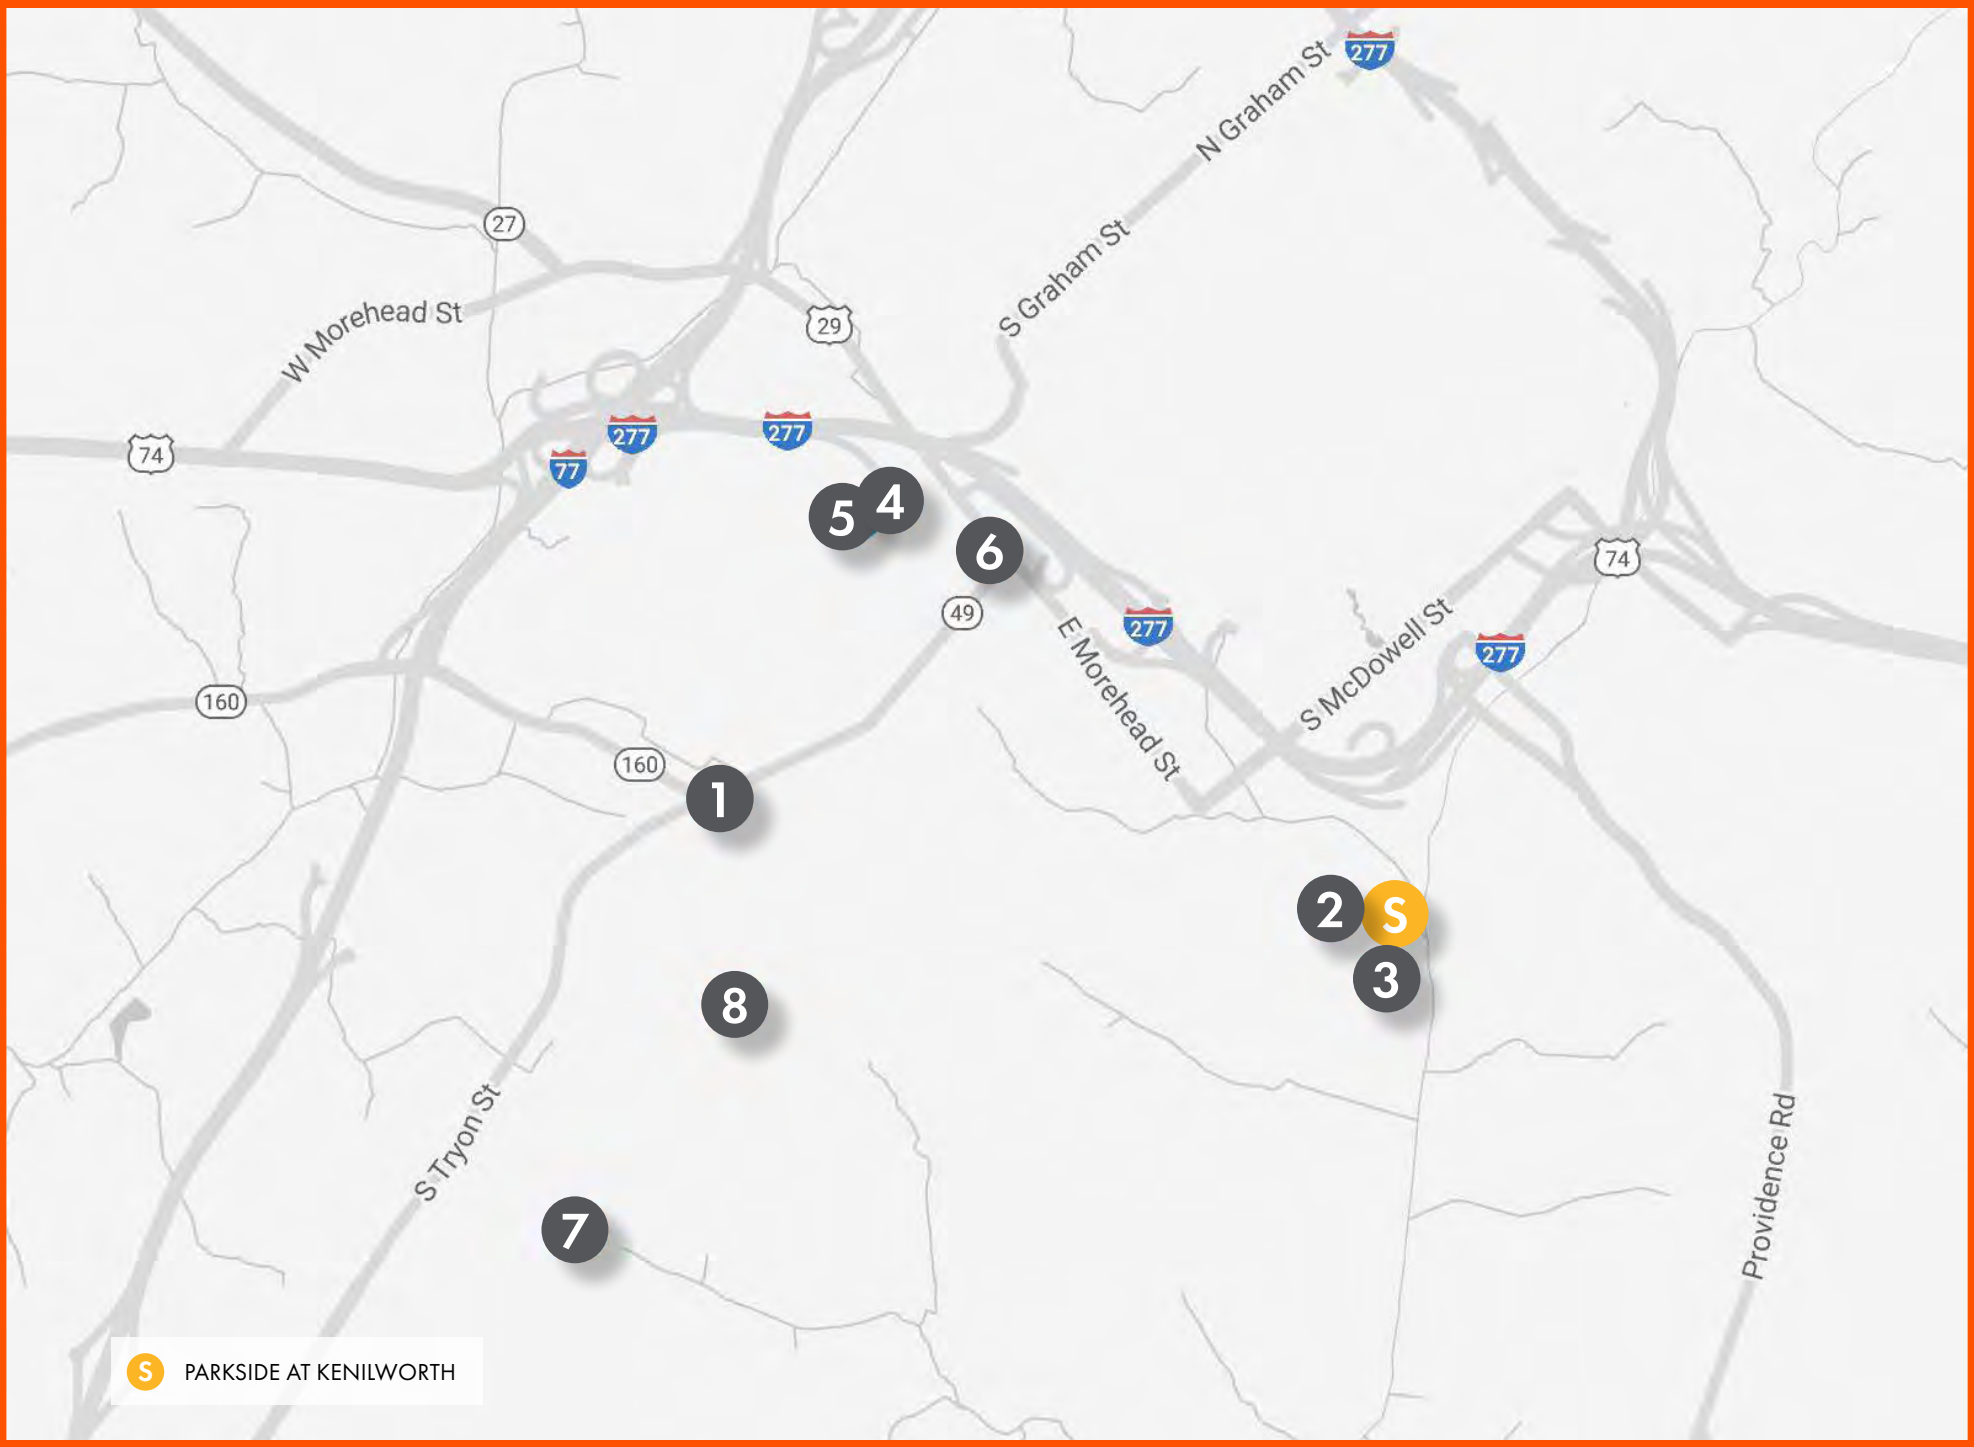 277
N Graham St
27
S Graham St
W Morehead St
29
277
277
74
77
5
4
6
74
49
S McDowell St
277
E Morehead St
277
160
160
1
2
S
3
8
S Tryon St
Providence Rd
7
S PARKSIDE AT KENILWORTH